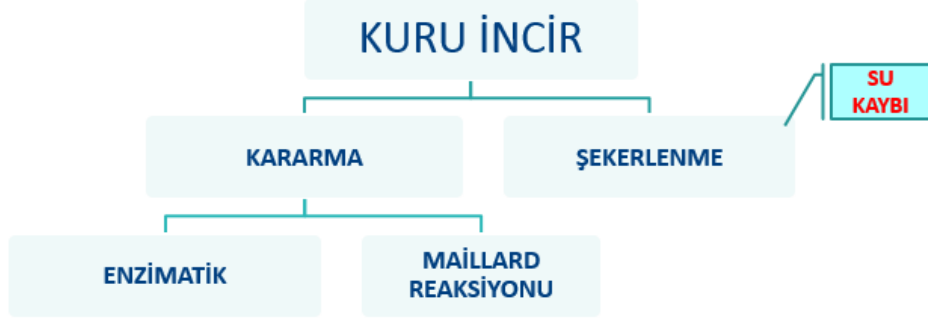 KURU İNCİR
SU
KAYBI
KARARMA
ŞEKERLENME
ENZİMATİK
MAİLLARD
REAKSİYONU